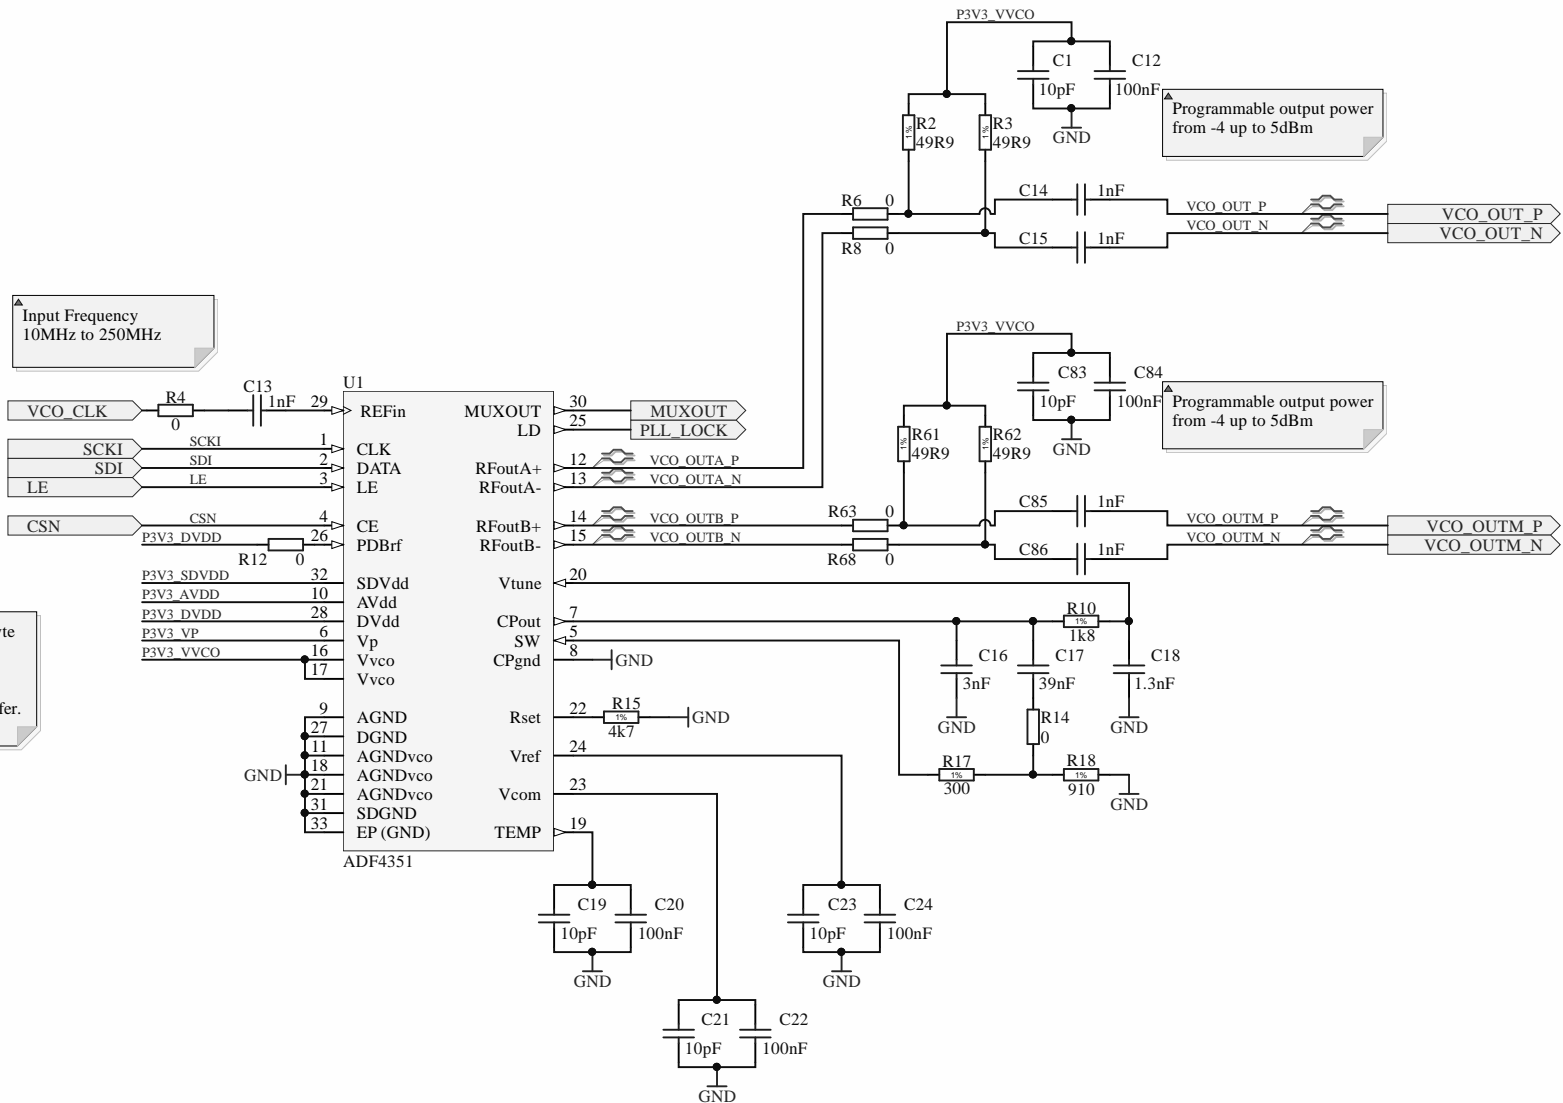 P3V3_VVCO
C1
10pF
C12
100nF
Programmable output power
from -4 up to 5dBm
1%
R2
49R9
1%
R3
49R9
R6
0
R8
0
C14
1nF
C15
1nF
VCO_OUT_P
VCO_OUT_N
VCO_OUT_P
VCO_OUT_N
Input Frequency
10MHz to 250MHz
P3V3_VVCO
C83
10pF
C84
100nF
Programmable output power
from -4 up to 5dBm
1%
R61
49R9
1%
R62
49R9
R63
0
R68
0
C85
1nF
C86
1nF
VCO_OUTM_P
VCO_OUTM_N
VCO_OUTM_P
VCO_OUTM_N
VCO_CLK
R4
0
C13
1nF
SCKI
SDI
LE
CSN
SCKI
SDI
LE
CSN
P3V3_DVDD
R12
0
P3V3_SDVDD
P3V3_AVDD
P3V3_DVDD
P3V3_VP
P3V3_VVCO
yte
fer.
GND
U1
29 REFin
1 CLK
2 DATA
3 LE
4 CE
26 PDBrf
32 SDVdd
10 AVdd
28 DVdd
6 Vp
16 Vvco
17 Vvco
9 AGND
27 DGND
11 AGNDvco
18 AGNDvco
21 AGNDvco
31 SDGND
33 EP (GND)
MUXOUT 30
LD 25
RFoutA+ 12
RFoutA- 13
RFoutB+ 14
RFoutB- 15
Vtune 20
CPout 7
SW 5
CPgnd 8
Rset 22
Vref 24
Vcom 23
TEMP 19
ADF4351
MUXOUT
PLL_LOCK
VCO_OUTA_P
VCO_OUTA_N
VCO_OUTB_P
VCO_OUTB_N
GND
R15
1%
4k7
GND
R10
1%
1k8
C16
3nF
C17
39nF
C18
1.3nF
GND
GND
R14
0
R17
1%
300
R18
1%
910
GND
C19
10pF
C20
100nF
GND
C23
10pF
C24
100nF
GND
C21
10pF
C22
100nF
GND
GND
GND